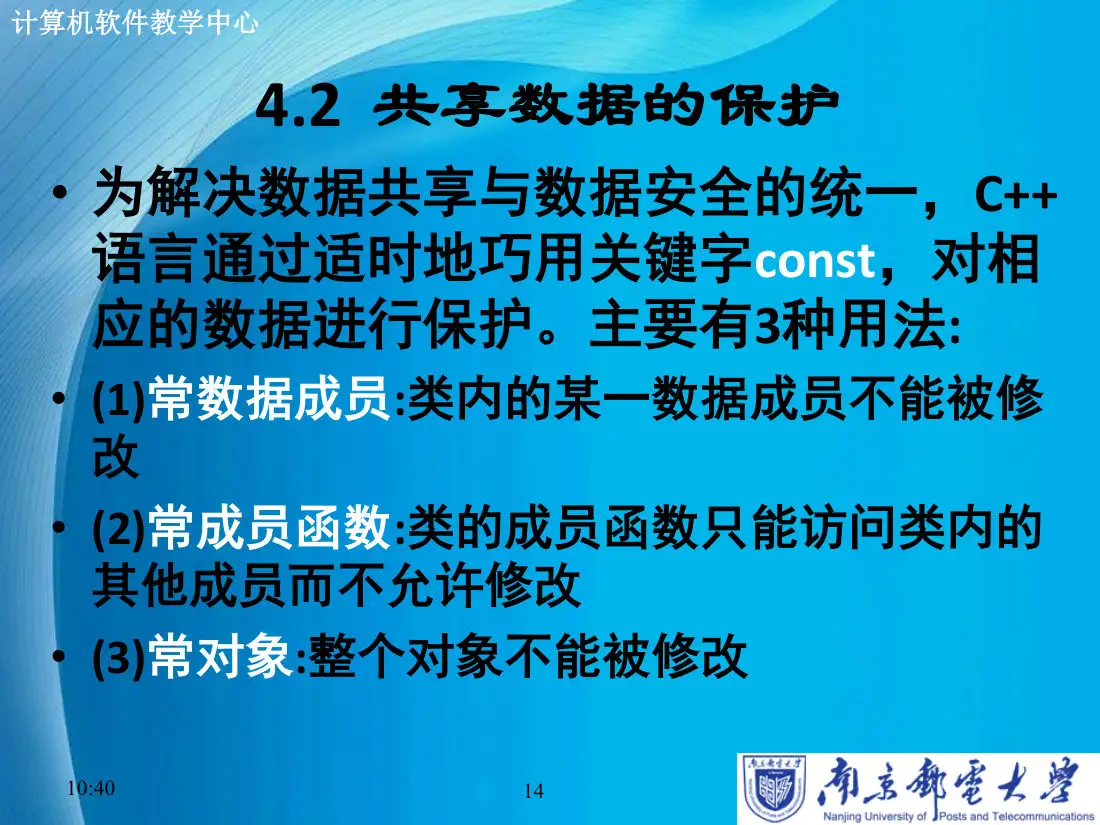 计算机软件教学中心
4.2 共享数据的保护
• 为解决数据共享与数据安全的统一，C++
语言通过适时地巧用关键字const，对相
应的数据进行保护。主要有3种用法:
• (1)常数据成员:类内的某一数据成员不能被修
改
• (2)常成员函数:类的成员函数只能访问类内的
其他成员而不允许修改
• (3)常对象:整个对象不能被修改
10:40
14
南京郵電大學
Nanjing University of Posts and Telecommunications